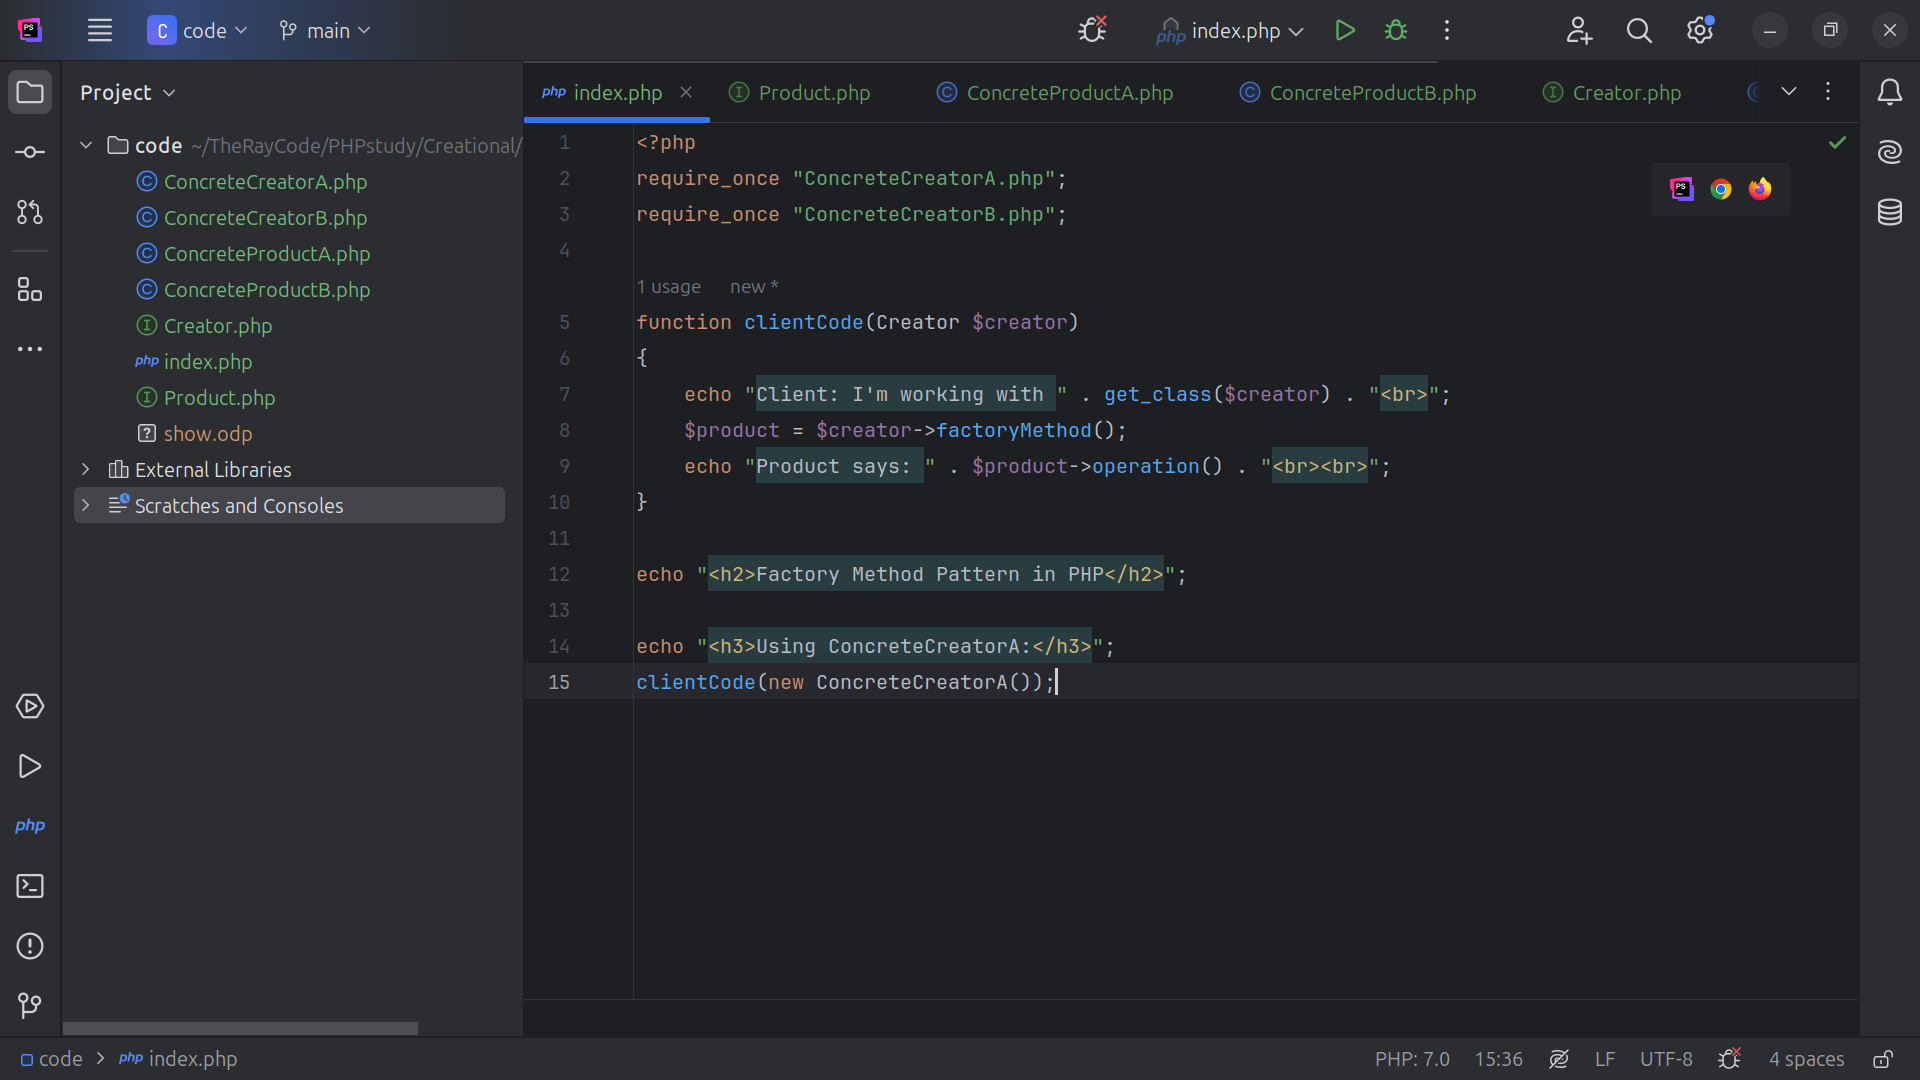 code main index.php
Project
index.php Product.php ConcreteProductA.php ConcreteProductB.php Creator.php
code ~/TheRayCode/PHPstudy/Creational/
ConcreteCreatorA.php
ConcreteCreatorB.php
ConcreteProductA.php
ConcreteProductB.php
Creator.php
index.php
Product.php
show.odp
External Libraries
Scratches and Consoles
1 <?php
2 require_once "ConcreteCreatorA.php";
3 require_once "ConcreteCreatorB.php";
4
1 usage new *
5 function clientCode(Creator $creator)
6 {
7 echo "Client: I'm working with " . get_class($creator) . "<br>";
8 $product = $creator->factoryMethod();
9 echo "Product says: " . $product->operation() . "<br><br>";
10 }
11
12 echo "<h2>Factory Method Pattern in PHP</h2>";
13
14 echo "<h3>Using ConcreteCreatorA:</h3>";
15 clientCode(new ConcreteCreatorA());
code > index.php PHP: 7.0 15:36 LF UTF-8 4 spaces